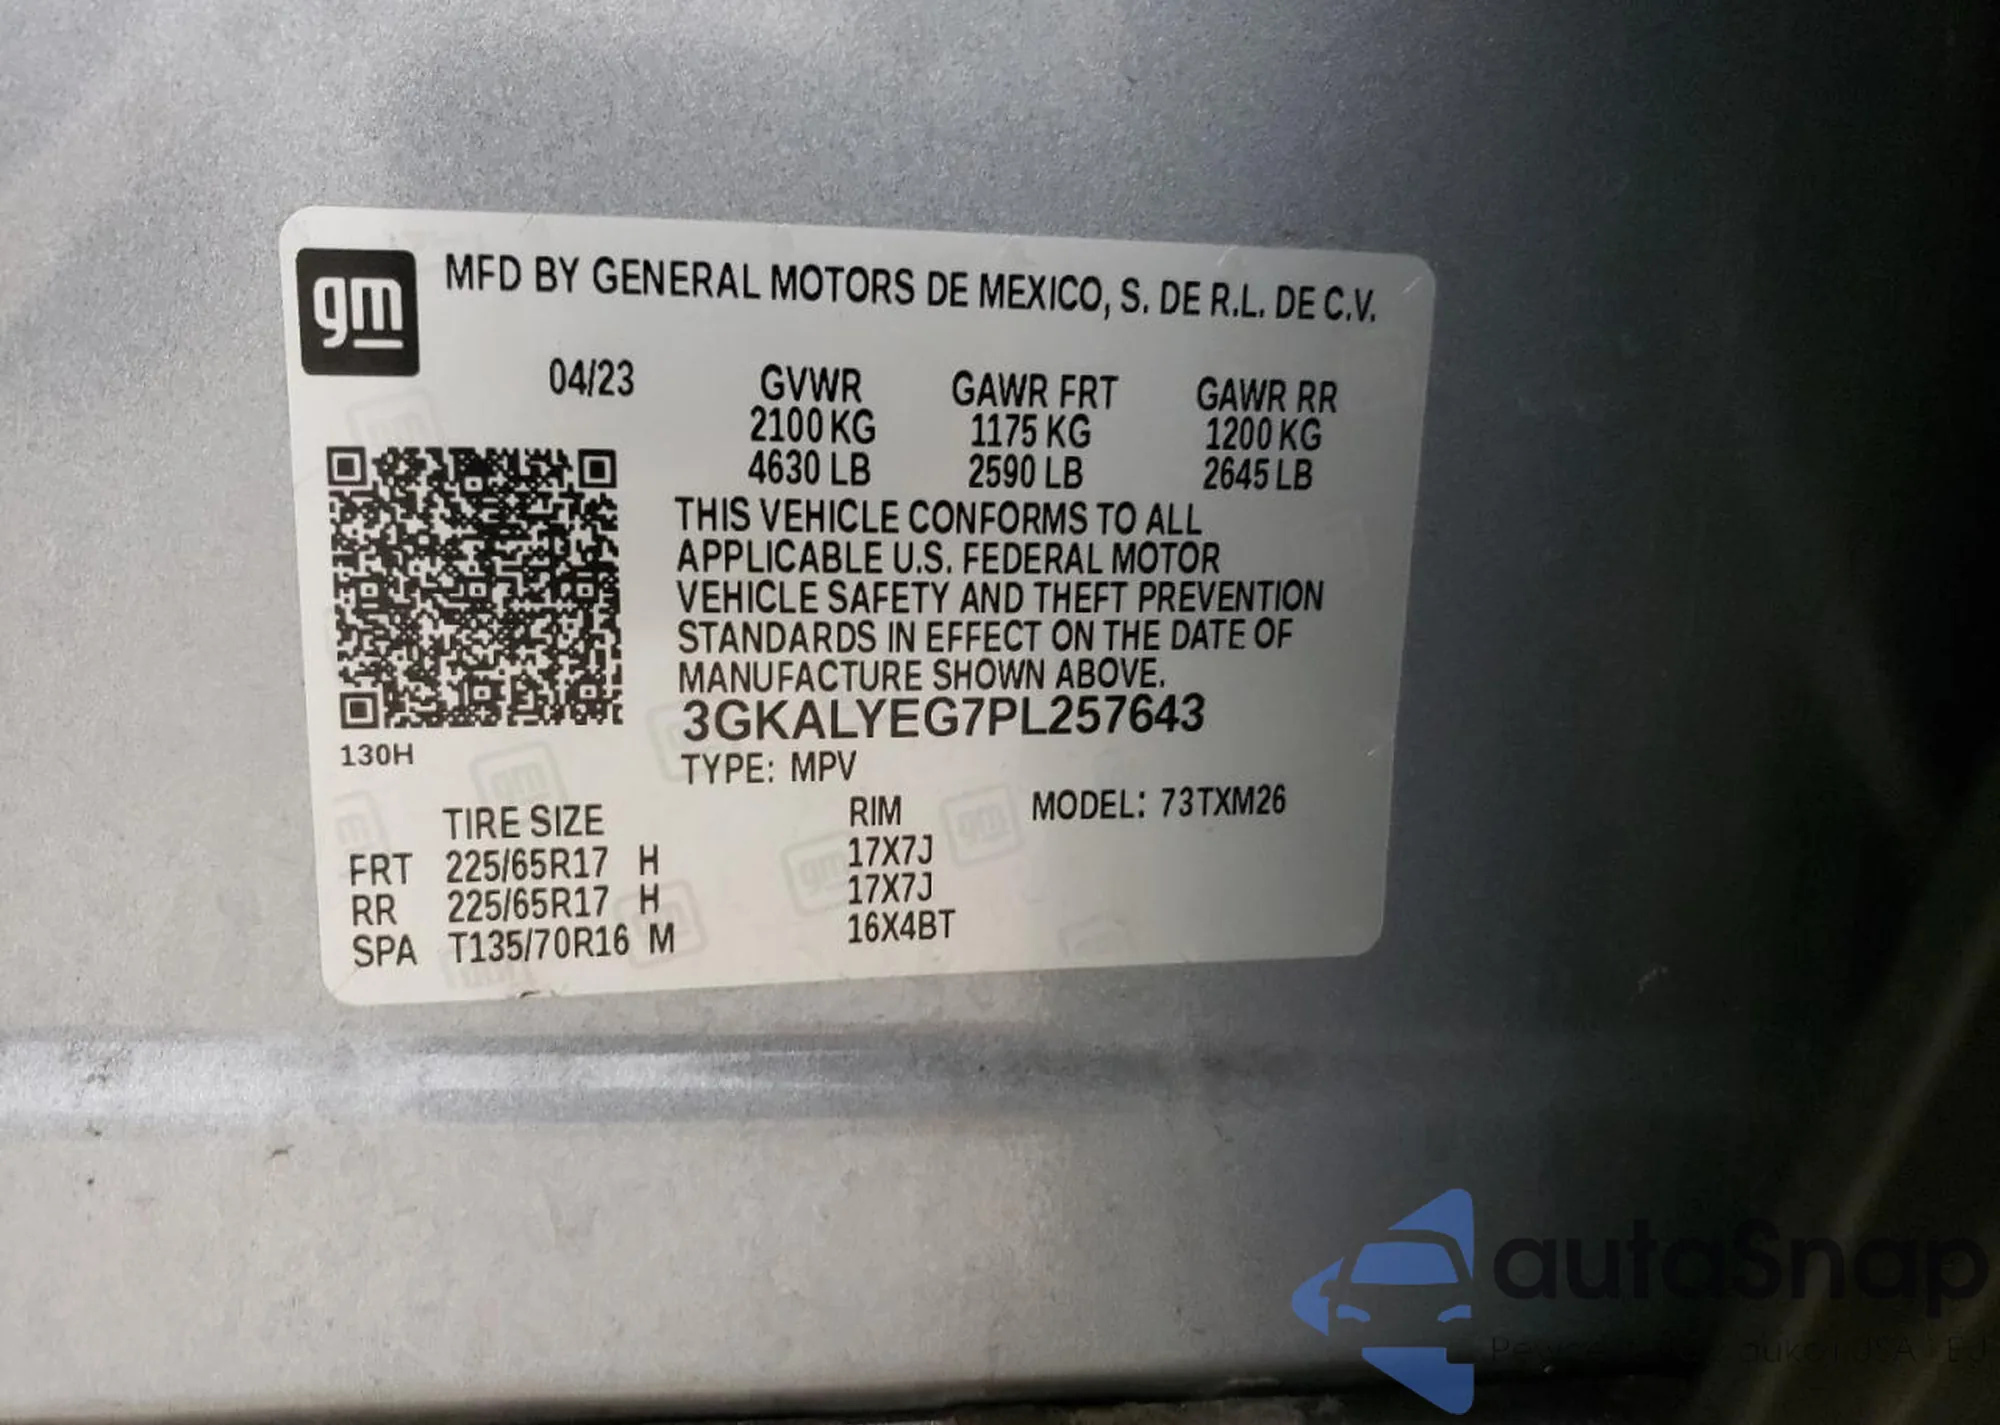 gm
MFD BY GENERAL MOTORS DE MEXICO, S. DE R.L. DE C.V.
04/23 GVWR GAWR FRT GAWR RR
2100 KG 1175 KG 1200 KG
4630 LB 2590 LB 2645 LB
THIS VEHICLE CONFORMS TO ALL
APPLICABLE U.S. FEDERAL MOTOR
VEHICLE SAFETY AND THEFT PREVENTION
STANDARDS IN EFFECT ON THE DATE OF
MANUFACTURE SHOWN ABOVE.
3GKALYEG7PL257643
130H
TYPE: MPV
TIRE SIZE RIM MODEL: 73TXM26
FRT 225/65R17 H 17X7J
RR 225/65R17 H 17X7J
SPA T135/70R16 M 16X4BT
autaSnap